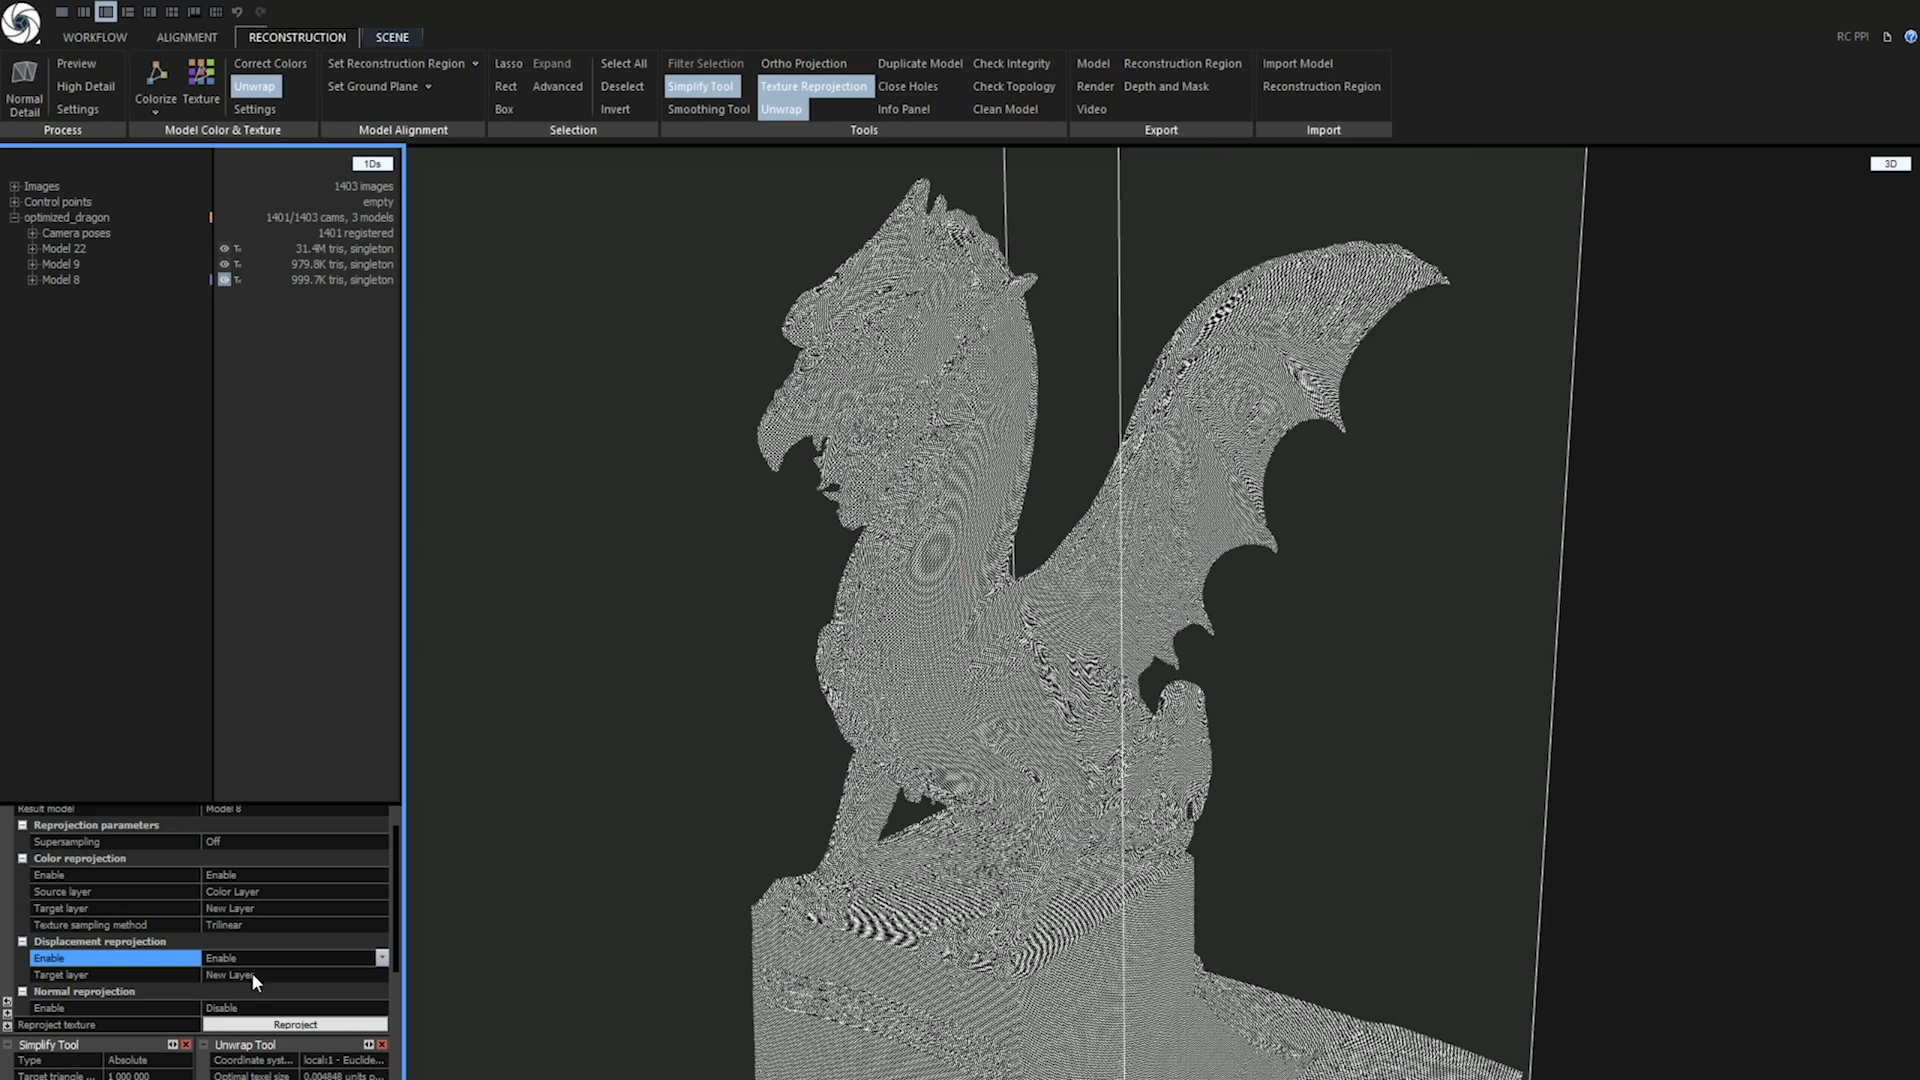 WORKFLOW ALIGNMENT RECONSTRUCTION SCENE RC PPI
Preview Correct Colors Set Reconstruction Region Lasso Expand Select All Filter Selection Ortho Projection Duplicate Model Check Integrity Model Reconstruction Region Import Model
High Detail Unwrap Set Ground Plane Rect Advanced Deselect Simplify Tool Texture Reprojection Close Holes Check Topology Render Depth and Mask Reconstruction Region
Normal Detail Settings Colorize Texture Settings Box Invert Smoothing Tool Unwrap Info Panel Clean Model Video
Process Model Color & Texture Model Alignment Selection Tools Export Import
1Ds 3D
Images 1403 images
Control points empty
optimized_dragon 1401/1403 cams, 3 models
Camera poses 1401 registered
Model 22 31.4M tris, singleton
Model 9 979.8K tris, singleton
Model 8 999.7K tris, singleton
Result model Model 8
Reprojection parameters
Supersampling Off
Color reprojection
Enable Enable
Source layer Color Layer
Target layer New Layer
Texture sampling method Trilinear
Displacement reprojection
Enable Enable
Target layer New Layer
Normal reprojection
Enable Disable
Reproject texture Reproject
Simplify Tool Unwrap Tool
Type Absolute Coordinate syst... local:1 - Euclide...
Target triangle ... 1 000 000 Optimal texel size 0.004848 units p...